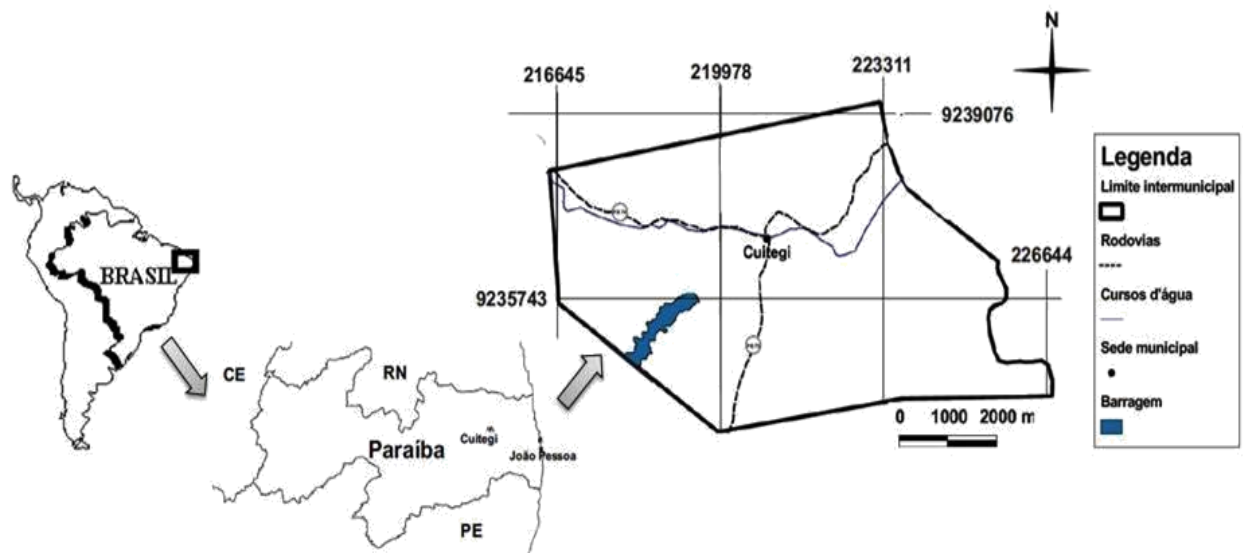 N
216645
219978
223311
9239076
226644
9235743
Cuitegi
0 1000 2000 m
Legenda
Limite intermunicipal
Rodovias
Cursos d'água
Sede municipal
Barragem
BRASIL
CE
RN
Paraíba
Cuitegi
João Pessoa
PE